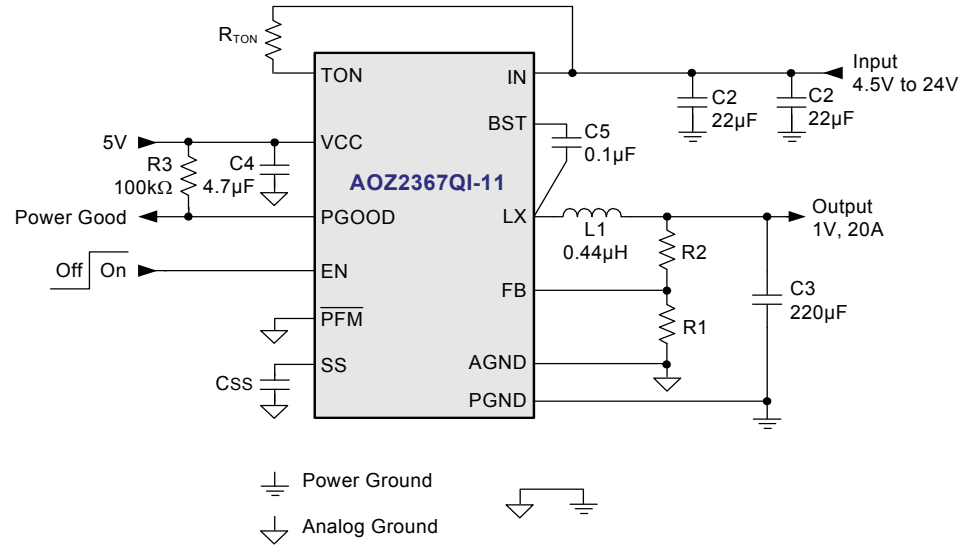 RTON
TON
IN
Input
4.5V to 24V
C2
22µF
C2
22µF
BST
C5
0.1µF
5V
VCC
R3
100kΩ
C4
4.7µF
AOZ2367QI-11
Power Good
PGOOD
LX
L1
0.44µH
Output
1V, 20A
R2
Off
On
EN
FB
C3
220µF
R1
PFM
SS
AGND
CSS
PGND
Power Ground
Analog Ground